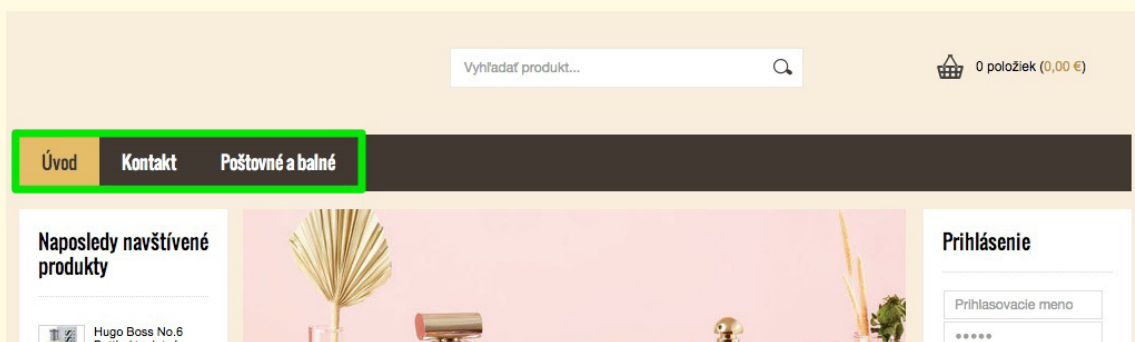 Vyhľadať produkt...
0 položiek (0,00 €)
Úvod Kontakt Poštovné a balné
Naposledy navštívené
produkty
Hugo Boss No.6
Prihlásenie
Prihlasovacie meno